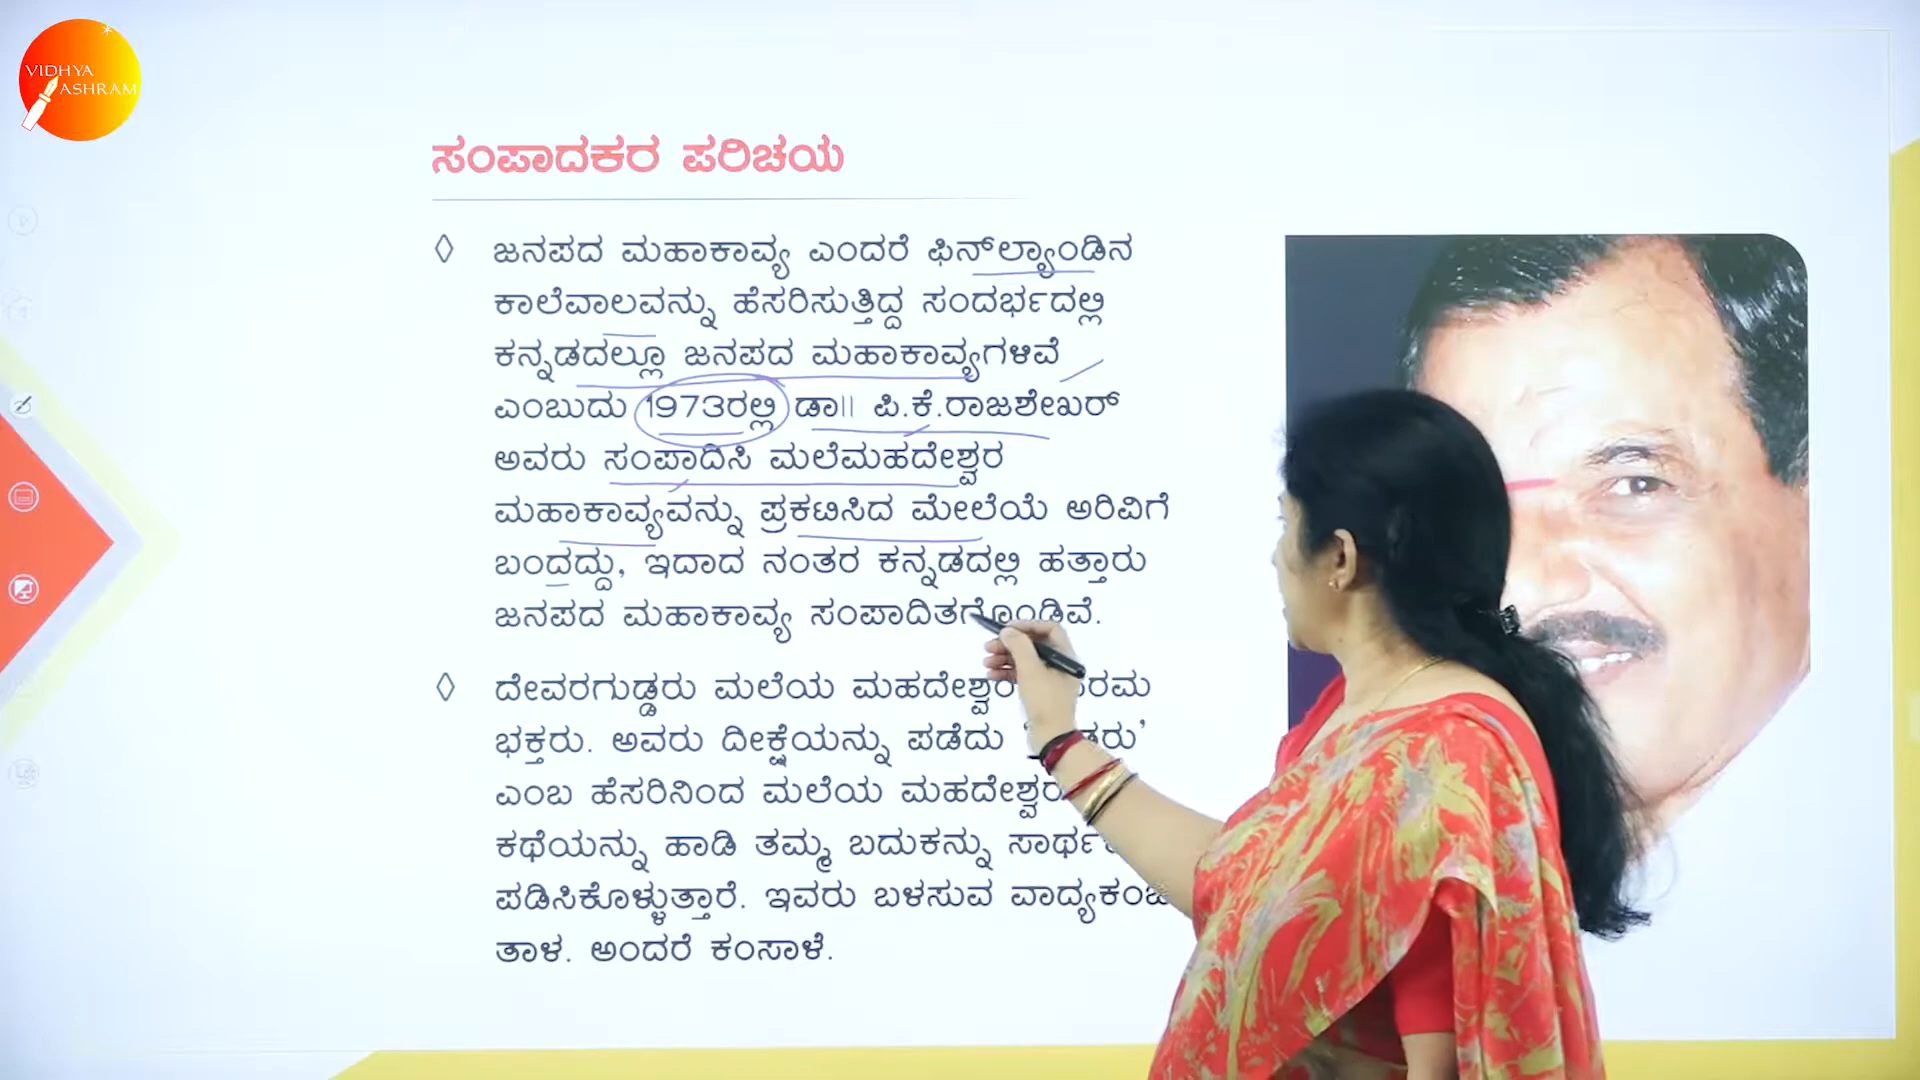 VIDHYA
ASHRAM
ಸಂಪಾದಕರ ಪರಿಚಯ
◊ ಜನಪದ ಮಹಾಕಾವ್ಯ ಎಂದರೆ ಫಿನ್‌ಲ್ಯಾಂಡಿನ
ಕಾಲೆವಾಲವನ್ನು ಹೆಸರಿಸುತ್ತಿದ್ದ ಸಂದರ್ಭದಲ್ಲಿ
ಕನ್ನಡದಲ್ಲೂ ಜನಪದ ಮಹಾಕಾವ್ಯಗಳಿವೆ
ಎಂಬುದು 1973ರಲ್ಲಿ ಡಾ|| ಪಿ.ಕೆ.ರಾಜಶೇಖರ್
ಅವರು ಸಂಪಾದಿಸಿ ಮಲೆಮಹದೇಶ್ವರ
ಮಹಾಕಾವ್ಯವನ್ನು ಪ್ರಕಟಿಸಿದ ಮೇಲೆಯೆ ಅರಿವಿಗೆ
ಬಂದ್ದದ್ದು, ಇದಾದ ನಂತರ ಕನ್ನಡದಲ್ಲಿ ಹತ್ತಾರು
ಜನಪದ ಮಹಾಕಾವ್ಯ ಸಂಪಾದಿತಗೊಂಡಿವೆ.
◊ ದೇವರಗುಡ್ಡರು ಮಲೆಯ ಮಹದೇಶ್ವರ
ಭಕ್ತರು. ಅವರು ದೀಕ್ಷೆಯನ್ನು ಪಡೆದು
ಎಂಬ ಹೆಸರಿನಿಂದ ಮಲೆಯ ಮಹದೇಶ್ವರ
ಕಥೆಯನ್ನು ಹಾಡಿ ತಮ್ಮ ಬದುಕನ್ನು
ಪಡಿಸಿಕೊಳ್ಳುತ್ತಾರೆ. ಇವರು ಬಳಸುವ
ತಾಳ. ಅಂದರೆ ಕಂಸಾಳೆ.